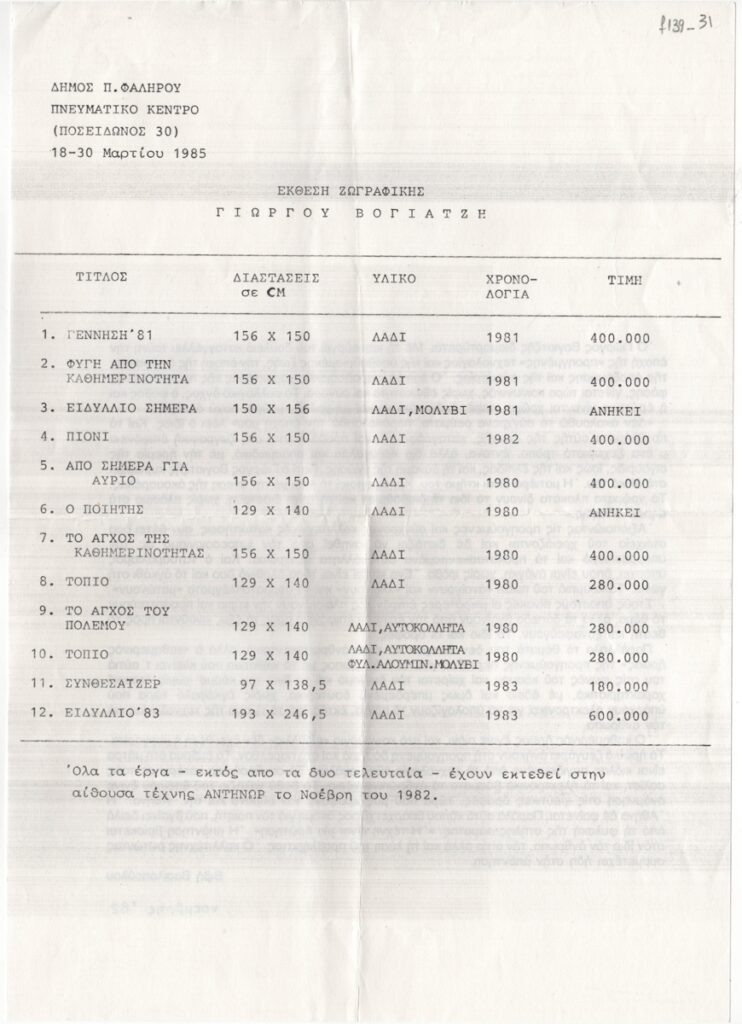 f139-31
ΔΗΜΟΣ Π.ΦΑΛΗΡΟΥ
ΠΝΕΥΜΑΤΙΚΟ ΚΕΝΤΡΟ
(ΠΟΣΕΙΔΩΝΟΣ 30)
18-30 Μαρτίου 1985
ΕΚΘΕΣΗ ΖΩΓΡΑΦΙΚΗΣ
Γ Ι Ω Ρ Γ Ο Υ   Β Ο Γ Ι Α Τ Ζ Η
ΤΙΤΛΟΣ ΔΙΑΣΤΑΣΕΙΣ ΥΛΙΚΟ ΧΡΟΝΟ- ΤΙΜΗ
σε CM ΛΟΓΙΑ
1. ΓΕΝΝΗΣΗ'81 156 X 150 ΛΑΔΙ 1981 400.000
2. ΦΥΓΗ ΑΠΟ ΤΗΝ
ΚΑΘΗΜΕΡΙΝΟΤΗΤΑ 156 X 150 ΛΑΔΙ 1981 400.000
3. ΕΙΔΥΛΛΙΟ ΣΗΜΕΡΑ 150 X 156 ΛΑΔΙ,ΜΟΛΥΒΙ 1981 ΑΝΗΚΕΙ
4. ΠΙΟΝΙ 156 X 150 ΛΑΔΙ 1982 400.000
5. ΑΠΟ ΣΗΜΕΡΑ ΓΙΑ
ΑΥΡΙΟ 156 X 150 ΛΑΔΙ 1980 400.000
6. Ο ΠΟΙΗΤΗΣ 129 X 140 ΛΑΔΙ 1980 ΑΝΗΚΕΙ
7. ΤΟ ΑΓΧΟΣ ΤΗΣ
ΚΑΘΗΜΕΡΙΝΟΤΗΤΑΣ 156 X 150 ΛΑΔΙ 1980 400.000
8. ΤΟΠΙΟ 129 X 140 ΛΑΔΙ 1980 280.000
9. ΤΟ ΑΓΧΟΣ ΤΟΥ
ΠΟΛΕΜΟΥ 129 X 140 ΛΑΔΙ,ΑΥΤΟΚΟΛΛΗΤΑ 1980 280.000
10. ΤΟΠΙΟ 129 X 140 ΛΑΔΙ,ΑΥΤΟΚΟΛΛΗΤΑ 1980 280.000
ΦΥΛ.ΑΛΟΥΜΙΝ.ΜΟΛΥΒΙ
11. ΣΥΝΘΕΣΑΪΖΕΡ 97 X 138,5 ΛΑΔΙ 1983 180.000
12. ΕΙΔΥΛΛΙΟ'83 193 X 246,5 ΛΑΔΙ 1983 600.000
Όλα τα έργα - εκτός απο τα δυο τελευταία - έχουν εκτεθεί στην
αίθουσα τέχνης ΑΝΤΗΝΩΡ το Νοέβρη του 1982.